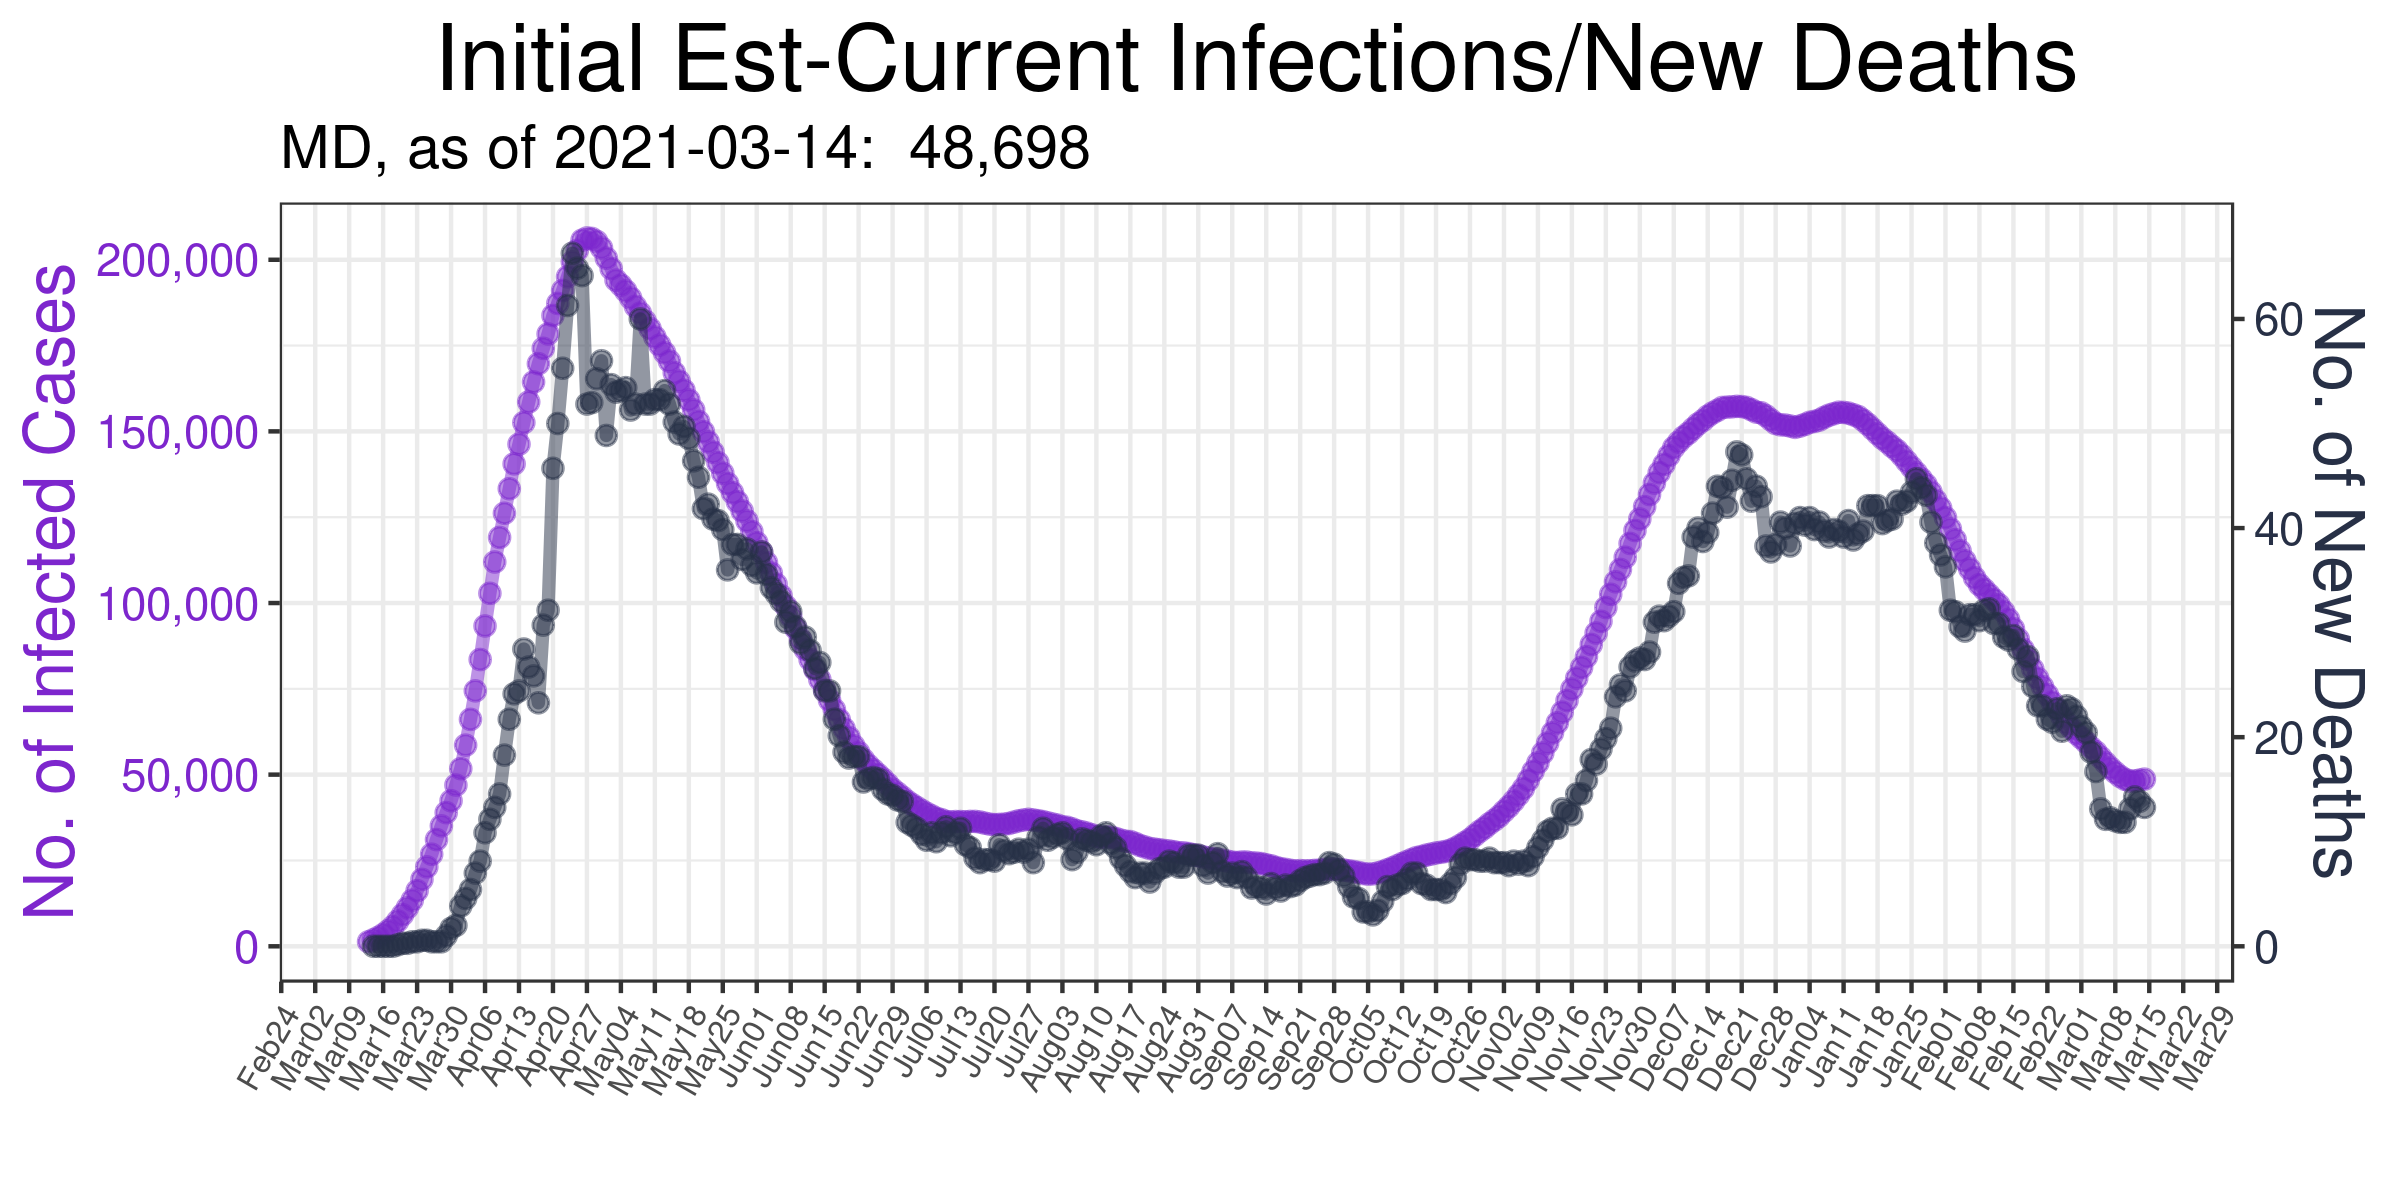 Initial Est-Current Infections/New Deaths
MD, as of 2021-03-14:  48,698
No. of Infected Cases
200,000
150,000
100,000
50,000
0
60
40
20
0
No. of New Deaths
Feb24
Mar02
Mar09
Mar16
Mar23
Mar30
Apr06
Apr13
Apr20
Apr27
May04
May11
May18
May25
Jun01
Jun08
Jun15
Jun22
Jun29
Jul06
Jul13
Jul20
Jul27
Aug03
Aug10
Aug17
Aug24
Aug31
Sep07
Sep14
Sep21
Sep28
Oct05
Oct12
Oct19
Oct26
Nov02
Nov09
Nov16
Nov23
Nov30
Dec07
Dec14
Dec21
Dec28
Jan04
Jan11
Jan18
Jan25
Feb01
Feb08
Feb15
Feb22
Mar01
Mar08
Mar15
Mar22
Mar29